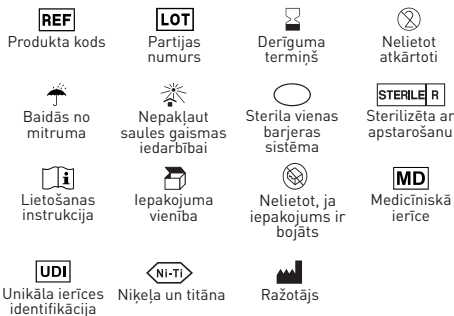 REF
LOT
Produkta kods
Partijas
numurs
Derīguma
termiņš
2
Nelietot
atkārtoti
STERILE R
Baidās no
mitruma
Nepakļaut
saules gaismas
iedarbībai
Sterila vienas
barjeras
sistēma
Sterilizēta ar
apstarošanu
i
MD
Lietošanas
instrukcija
Iepakojuma
vienība
Nelietot, ja
iepakojums ir
bojāts
Medicīniskā
ierīce
UDI
Ni-Ti
Unikāla ierīces
identifikācija
Niķeļa un titāna
Ražotājs